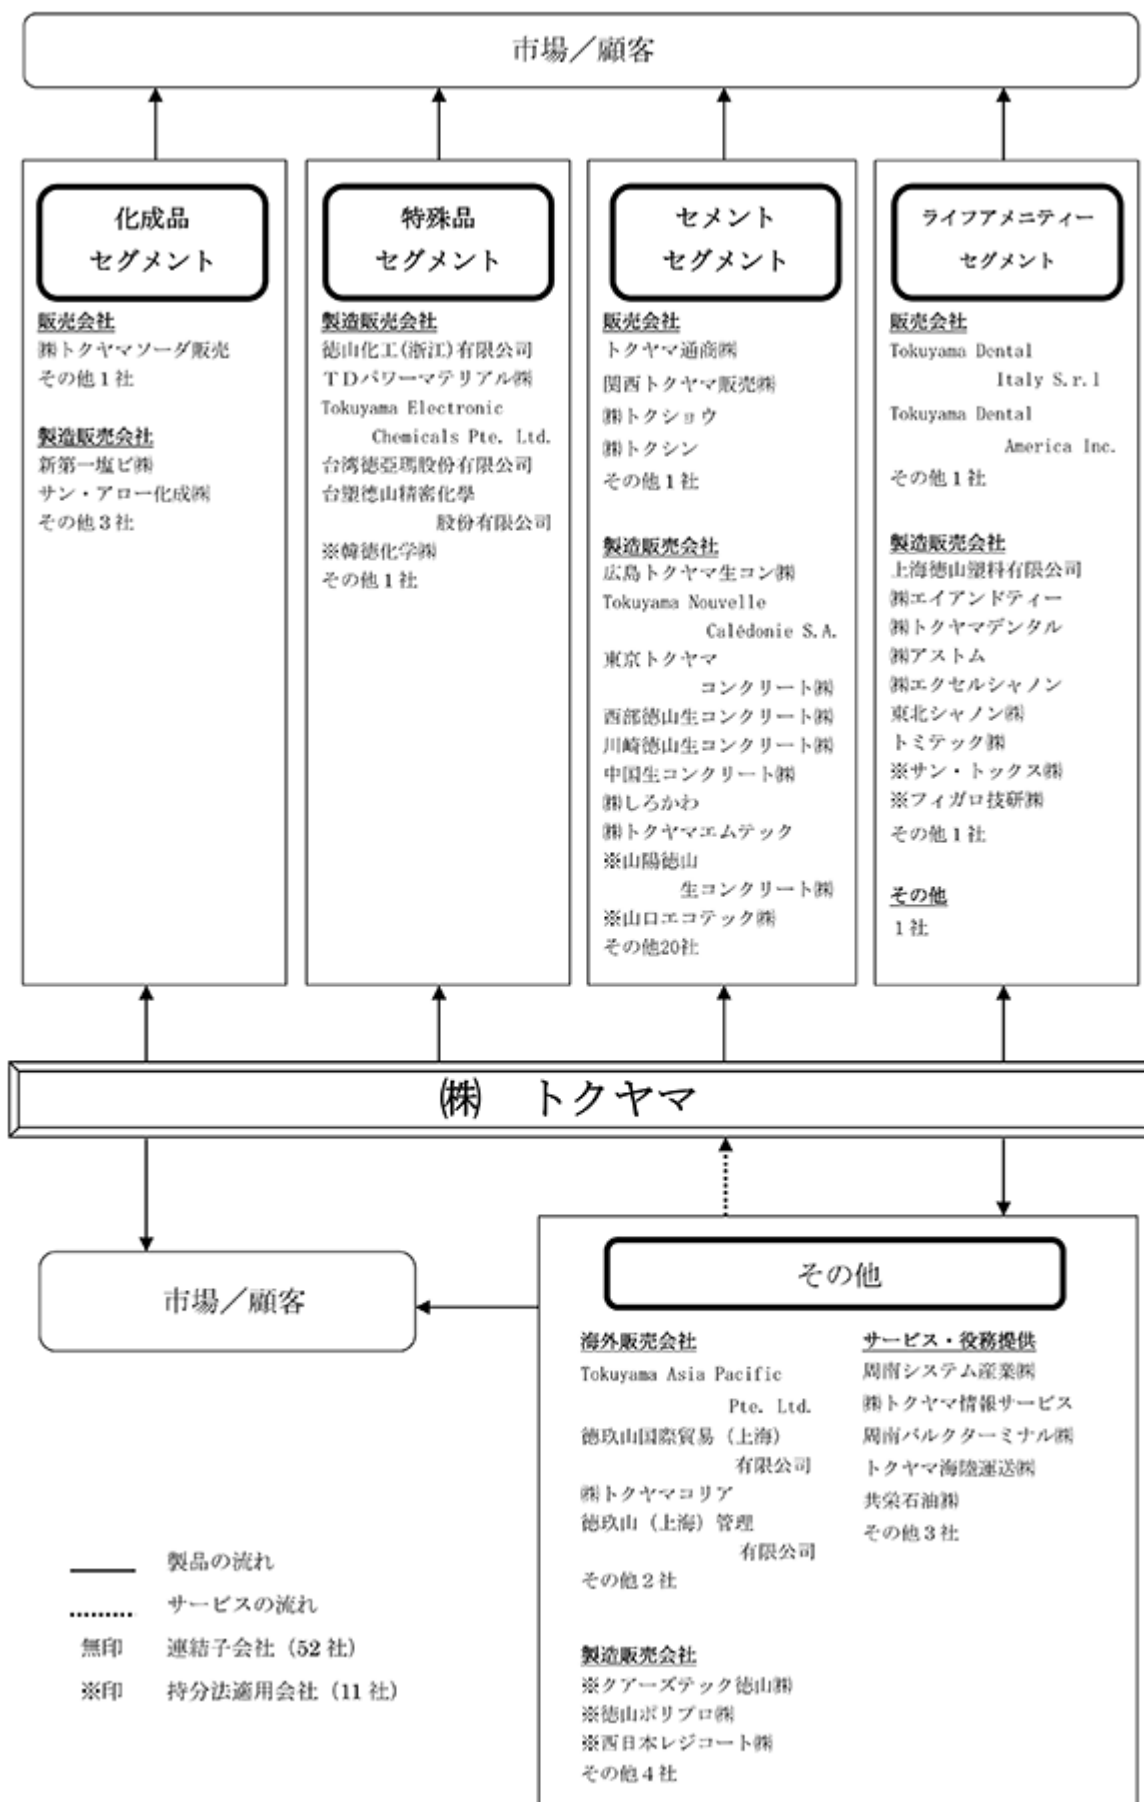 市場／顧客
化成品
セグメント
販売会社
㈱トクヤマソーダ販売
その他１社
製造販売会社
新第一塩ビ㈱
サン・アロー化成㈱
その他３社
特殊品
セグメント
製造販売会社
徳山化工(浙江)有限公司
ＴＤパワーマテリアル㈱
Tokuyama Electronic
Chemicals Pte. Ltd.
台湾徳亞瑪股份有限公司
台塑徳山精密化學
股份有限公司
※韓徳化学㈱
その他１社
セメント
セグメント
販売会社
トクヤマ通商㈱
関西トクヤマ販売㈱
㈱トクショウ
㈱トクシン
その他１社
製造販売会社
広島トクヤマ生コン㈱
Tokuyama Nouvelle
Calédonie S.A.
東京トクヤマ
コンクリート㈱
西部徳山生コンクリート㈱
川崎徳山生コンクリート㈱
中国生コンクリート㈱
㈱しろかわ
㈱トクヤマエムテック
※山陽徳山
生コンクリート㈱
※山口エコテック㈱
その他20社
ライフアメニティー
セグメント
販売会社
Tokuyama Dental
Italy S.r.l
Tokuyama Dental
America Inc.
その他１社
製造販売会社
上海徳山塑料有限公司
㈱エイアンドティー
㈱トクヤマデンタル
㈱アストム
㈱エクセルシャノン
東北シャノン㈱
トミテック㈱
※サン・トックス㈱
※フィガロ技研㈱
その他１社
その他
１社
㈱　トクヤマ
市場／顧客
その他
海外販売会社
Tokuyama Asia Pacific
Pte. Ltd.
徳玖山国際貿易（上海）
有限公司
㈱トクヤマコリア
徳玖山（上海）管理
有限公司
その他２社
製造販売会社
※クアーズテック徳山㈱
※徳山ポリプロ㈱
※西日本レジコート㈱
その他４社
サービス・役務提供
周南システム産業㈱
㈱トクヤマ情報サービス
周南バルクターミナル㈱
トクヤマ海陸運送㈱
共栄石油㈱
その他３社
製品の流れ
サービスの流れ
無印　連結子会社（52 社）
※印　持分法適用会社（11 社）